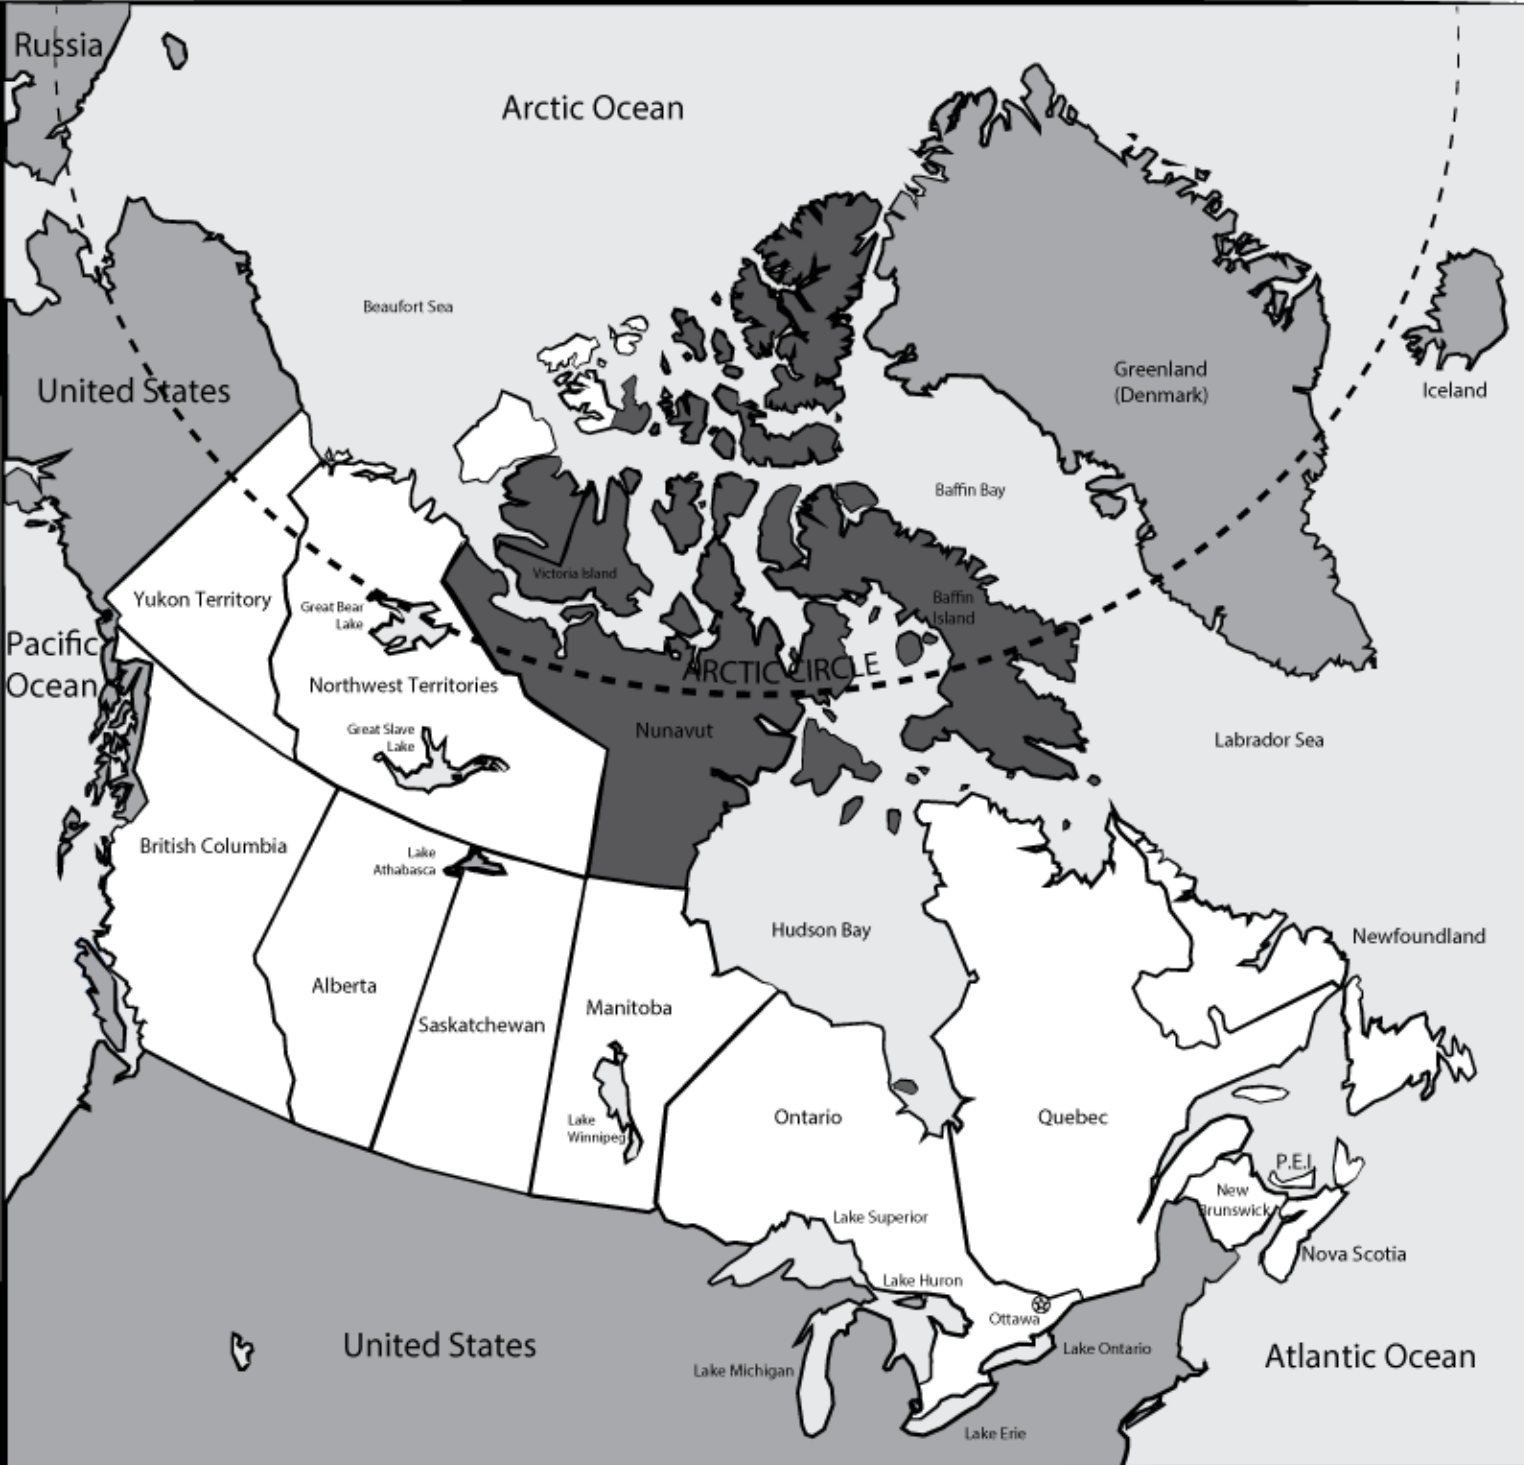 Russia
Arctic Ocean
Beaufort Sea
United States
Greenland
(Denmark)
Iceland
Baffin Bay
Victoria Island
Yukon Territory
Great Bear
Lake
Baffin
Island
Pacific
Ocean
ARCTIC CIRCLE
Northwest Territories
Great Slave
Lake
Nunavut
Labrador Sea
British Columbia
Lake
Athabasca
Hudson Bay
Newfoundland
Alberta
Saskatchewan
Manitoba
Lake
Winnipeg
Ontario
Quebec
P.E.I.
New
Brunswick
Lake Superior
Nova Scotia
Lake Huron
Ottawa
United States
Lake Michigan
Lake Ontario
Atlantic Ocean
Lake Erie